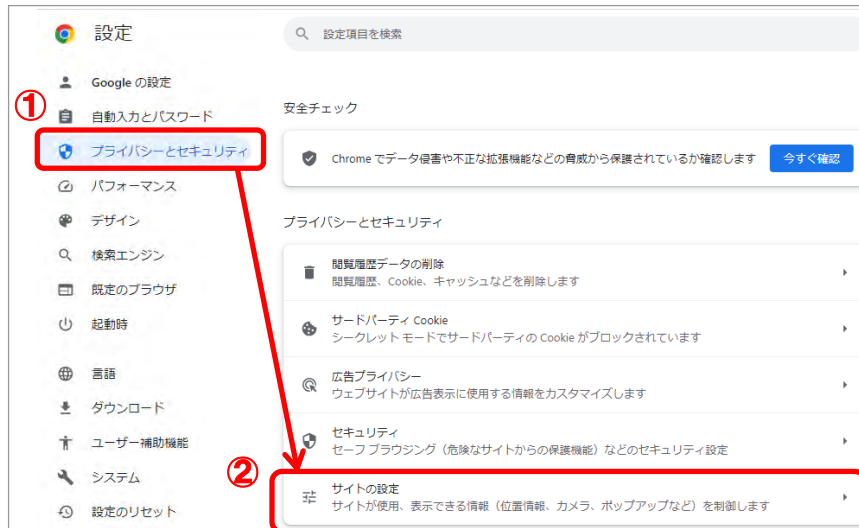 設定
設定項目を検索
①
Google の設定
自動入力とパスワード
プライバシーとセキュリティ
パフォーマンス
デザイン
検索エンジン
既定のブラウザ
起動時
言語
ダウンロード
ユーザー補助機能
システム
設定のリセット
安全チェック
Chrome でデータ侵害や不正な拡張機能などの脅威から保護されているか確認します
今すぐ確認
プライバシーとセキュリティ
閲覧履歴データの削除
閲覧履歴、Cookie、キャッシュなどを削除します
サードパーティ Cookie
シークレット モードでサードパーティの Cookie がブロックされています
広告プライバシー
ウェブサイトが広告表示に使用する情報をカスタマイズします
セキュリティ
セーフ ブラウジング（危険なサイトからの保護機能）などのセキュリティ設定
②
サイトの設定
サイトが使用、表示できる情報（位置情報、カメラ、ポップアップなど）を制御します